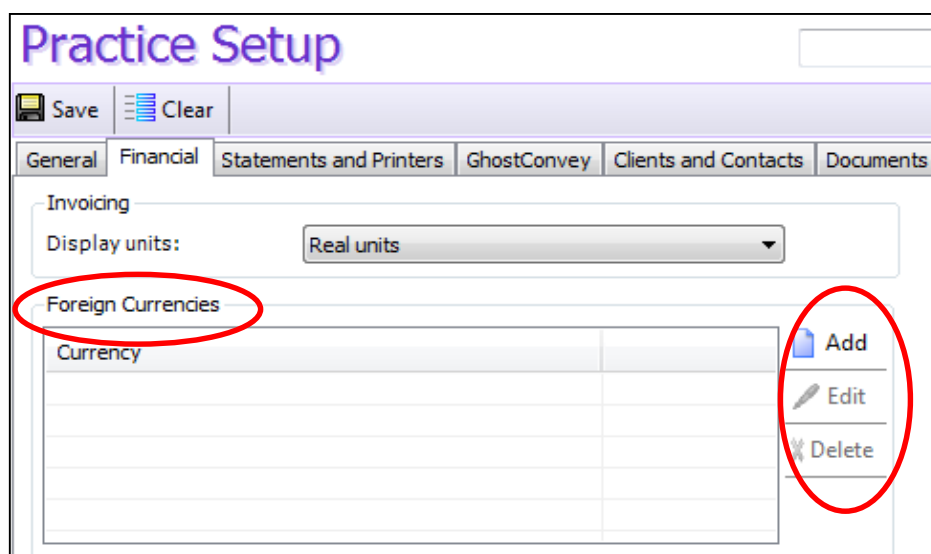 Practice Setup
Save Clear
General Financial Statements and Printers GhostConvey Clients and Contacts Documents
Invoicing
Display units: Real units
Foreign Currencies
Currency
Add
Edit
Delete